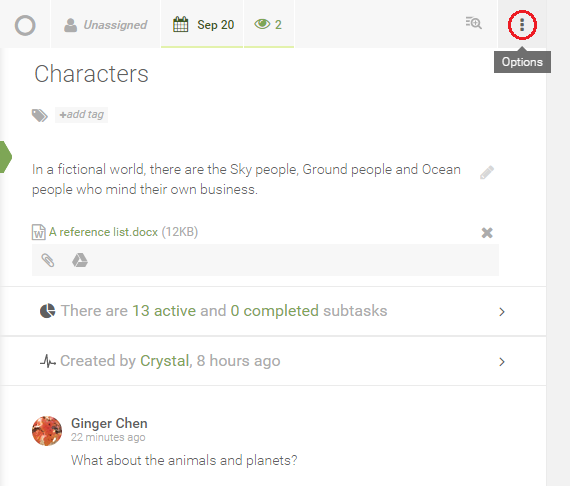 Unassigned
Sep 20
2
Options
Characters
+add tag
In a fictional world, there are the Sky people, Ground people and Ocean
people who mind their own business.
A reference list.docx (12KB)
There are 13 active and 0 completed subtasks
Created by Crystal, 8 hours ago
Ginger Chen
22 minutes ago
What about the animals and planets?